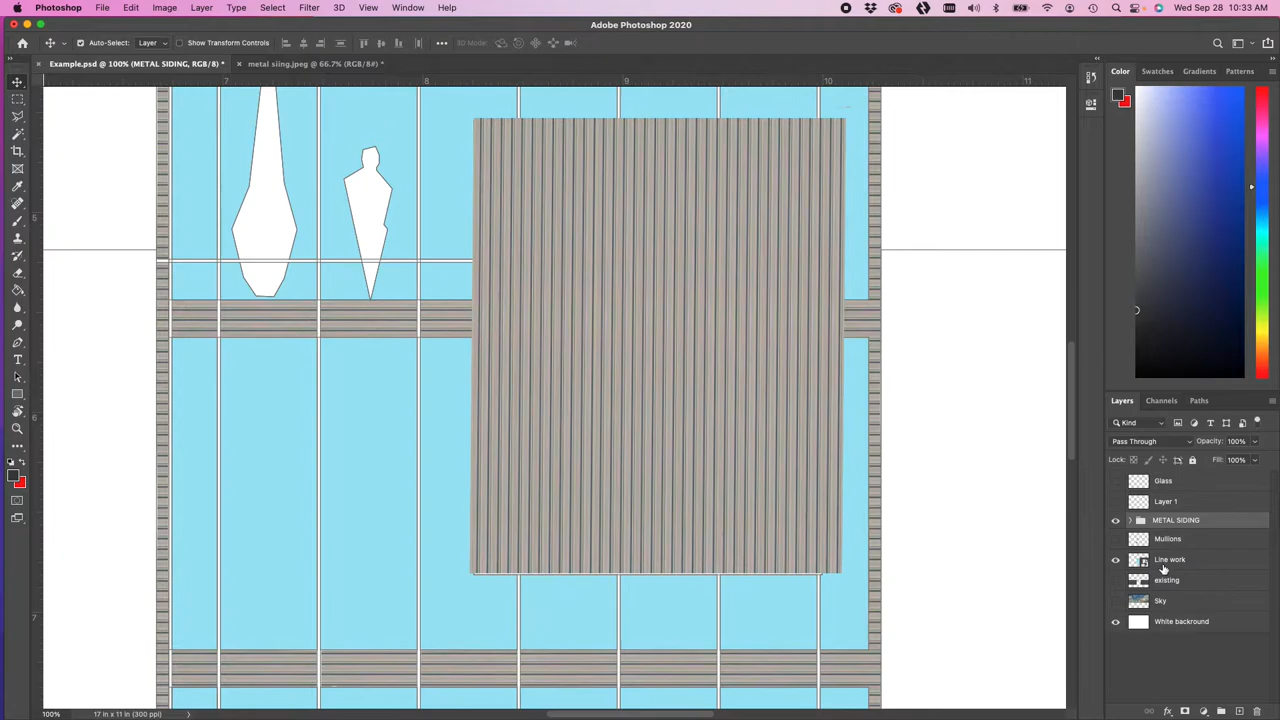 Photoshop File Edit Image Layer Type Select Filter 3D View Window Help Wed Sep 28 10:33 AM
Adobe Photoshop 2020
Auto-Select: Layer Show Transform Controls 3D Mode:
Example.psd @ 100% (METAL SIDING, RGB/8) * metal siing.jpeg @ 66.7% (RGB/8#) *
7 8 9 10 11
5
6
7
Color Swatches Gradients Patterns
Layers Channels Paths
Kind
Pass Through Opacity: 100%
Lock: Fill: 100%
Glass
Layer 1
METAL SIDING
Mullions
Line work
existing
Sky
White background
100% 17 in x 11 in (300 ppi)